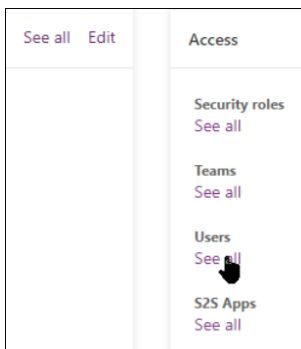 See all Edit
Access
Security roles
See all
Teams
See all
Users
See all
S2S Apps
See all